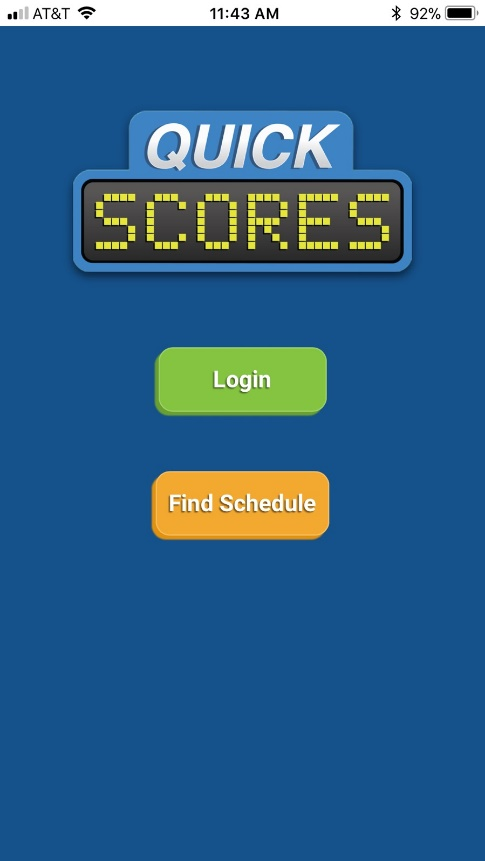 AT&T 11:43 AM 92%
QUICK
SCORES
Login
Find Schedule